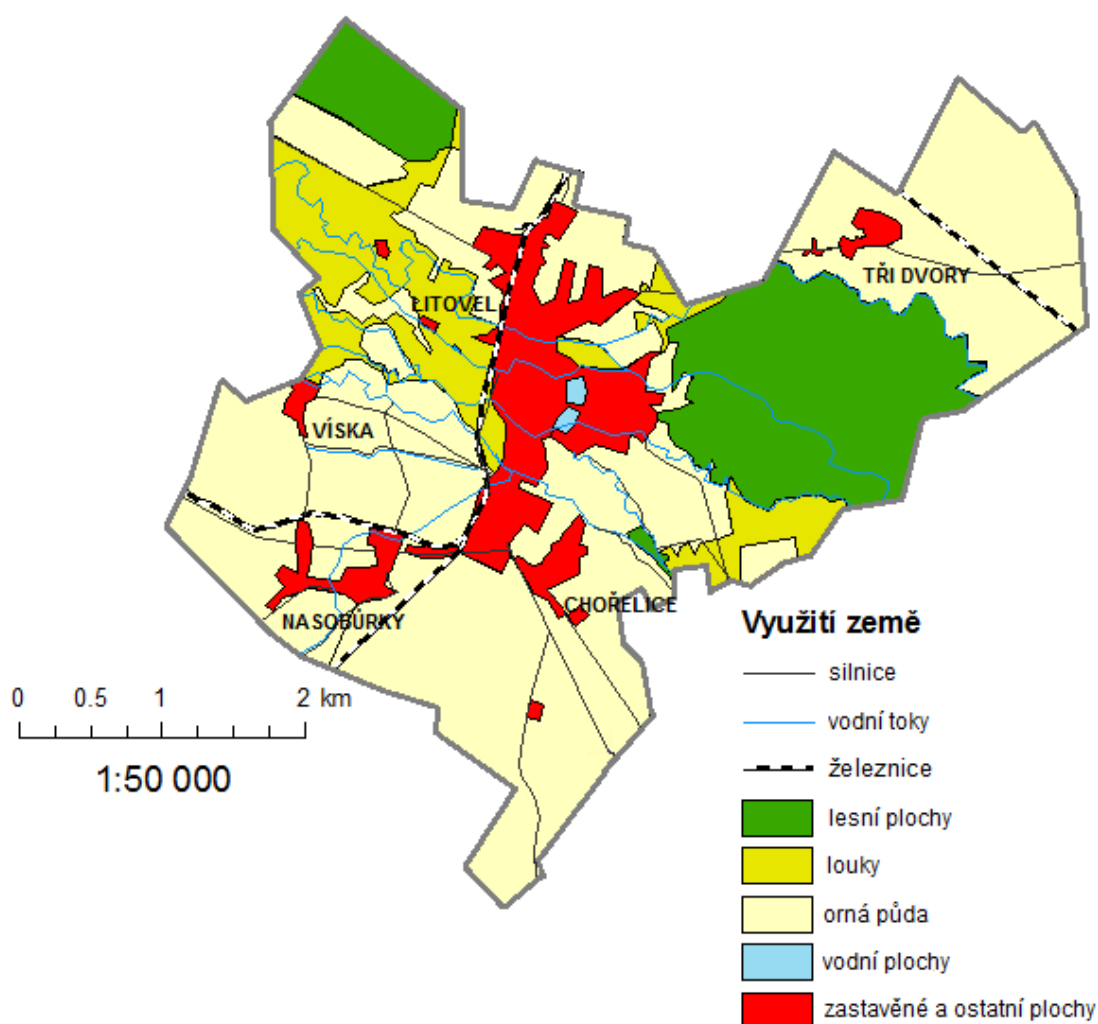 TŘI DVORY
LITOVEL
VÍSKA
NASOBŮRKY
CHOŘELICE
Využití země
silnice
vodní toky
železnice
lesní plochy
louky
orná půda
vodní plochy
zastavěné a ostatní plochy
0 0.5 1 2 km
1:50 000